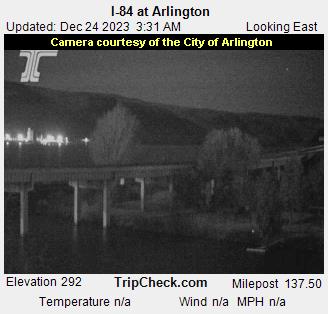 I-84 at Arlington
Updated: Dec 24 2023 3:31 AM Looking East
Camera courtesy of the City of Arlington
Elevation 292 TripCheck.com Milepost 137.50
Temperature n/a Wind n/a MPH n/a